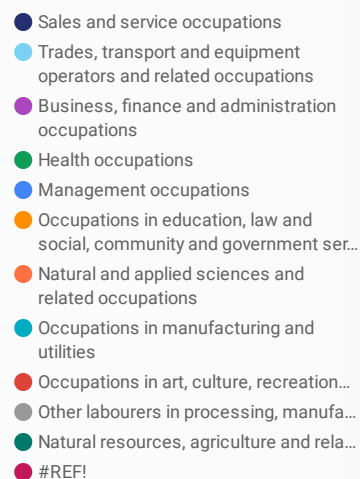 Sales and service occupations
Trades, transport and equipment
operators and related occupations
Business, finance and administration
occupations
Health occupations
Management occupations
Occupations in education, law and
social, community and government ser...
Natural and applied sciences and
related occupations
Occupations in manufacturing and
utilities
Occupations in art, culture, recreation...
Other labourers in processing, manufa...
Natural resources, agriculture and rela...
#REF!